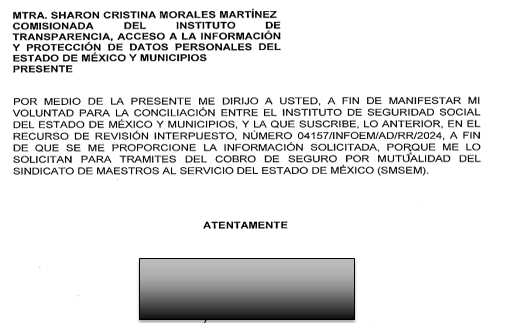 MTRA. SHARON CRISTINA MORALES MARTÍNEZ
COMISIONADA DEL INSTITUTO DE
TRANSPARENCIA, ACCESO A LA INFORMACIÓN
Y PROTECCIÓN DE DATOS PERSONALES DEL
ESTADO DE MÉXICO Y MUNICIPIOS
PRESENTE
POR MEDIO DE LA PRESENTE ME DIRIJO A USTED, A FIN DE MANIFESTAR MI
VOLUNTAD PARA LA CONCILIACIÓN ENTRE EL INSTITUTO DE SEGURIDAD SOCIAL
DEL ESTADO DE MÉXICO Y MUNICIPIOS, Y LA QUE SUSCRIBE, LO ANTERIOR, EN EL
RECURSO DE REVISIÓN INTERPUESTO, NÚMERO 04157/INFOEM/AD/RR/2024, A FIN
DE QUE SE ME PROPORCIONE LA INFORMACIÓN SOLICITADA, PORQUE ME LO
SOLICITAN PARA TRAMITES DEL COBRO DE SEGURO POR MUTUALIDAD DEL
SINDICATO DE MAESTROS AL SERVICIO DEL ESTADO DE MÉXICO (SMSEM).
ATENTAMENTE